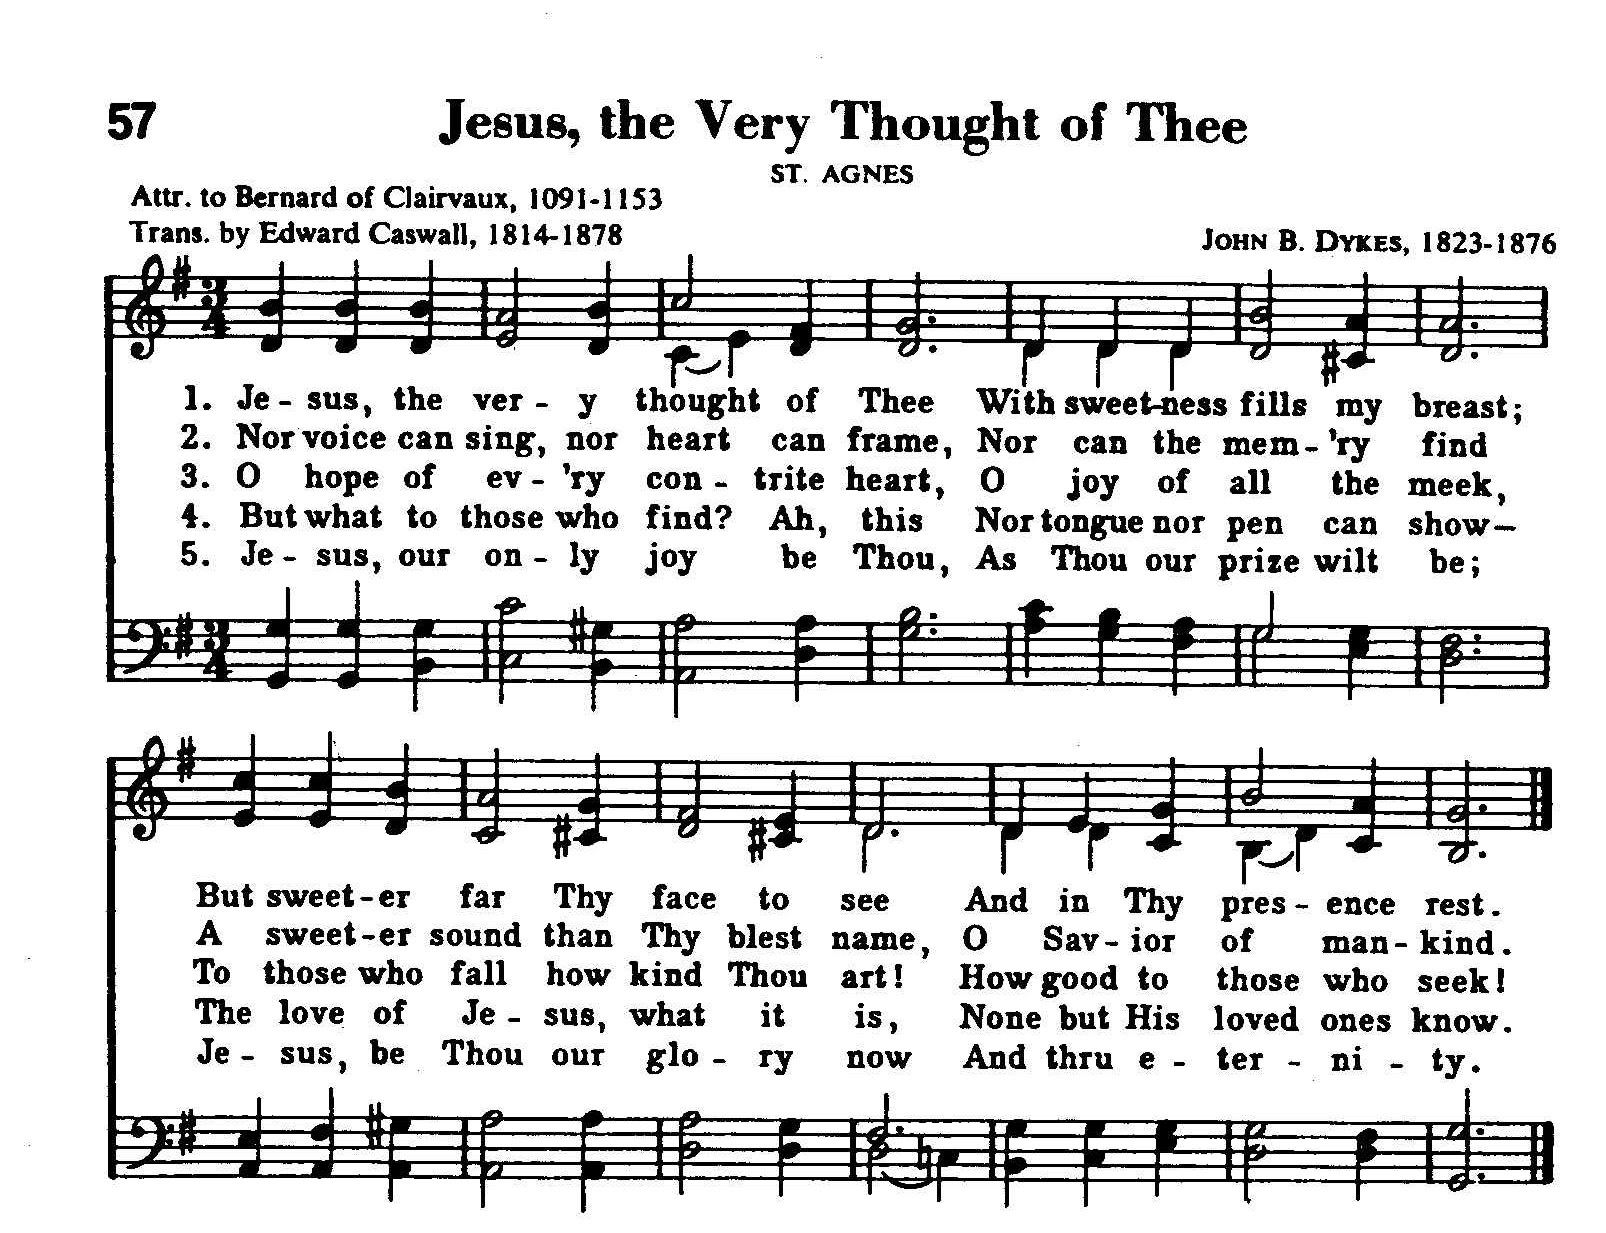 57
Jesus, the Very Thought of Thee
ST. AGNES
Attr. to Bernard of Clairvaux, 1091-1153
Trans. by Edward Caswall, 1814-1878
JOHN B. DYKES, 1823-1876
3 4
1. Je - sus, the ver - y thought of Thee With sweet-ness fills my breast;
2. Nor voice can sing, nor heart can frame, Nor can the mem-'ry find
3. O hope of ev-'ry con - trite heart, O joy of all the meek,
4. But what to those who find? Ah, this Nor tongue nor pen can show—
5. Je - sus, our on - ly joy be Thou, As Thou our prize wilt be;
3 4
But sweet-er far Thy face to see And in Thy pres - ence rest.
A sweet-er sound than Thy blest name, O Sav - ior of man - kind.
To those who fall how kind Thou art! How good to those who seek!
The love of Je - sus, what it is, None but His loved ones know.
Je - sus, be Thou our glo - ry now And thru e - ter - ni - ty.